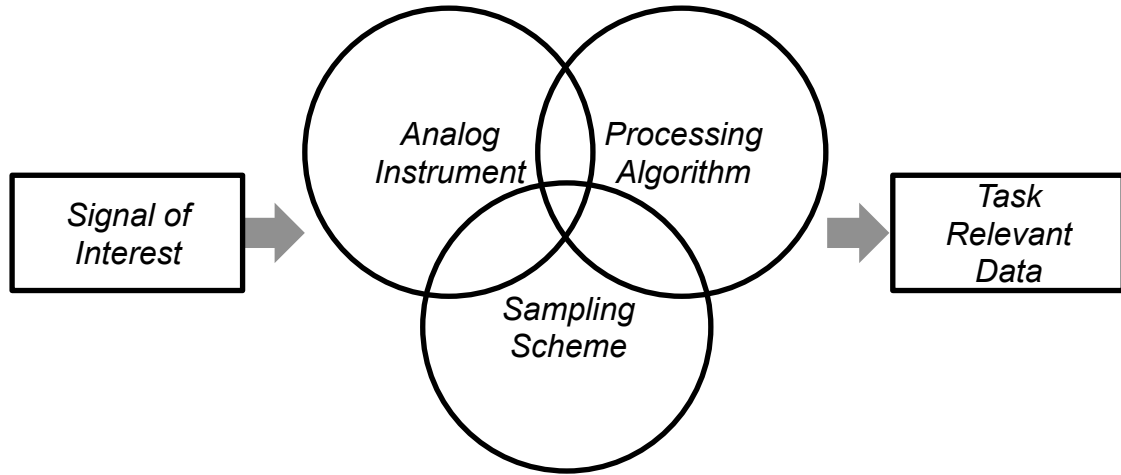 Signal of
Interest
Analog
Instrument
Processing
Algorithm
Sampling
Scheme
Task
Relevant
Data